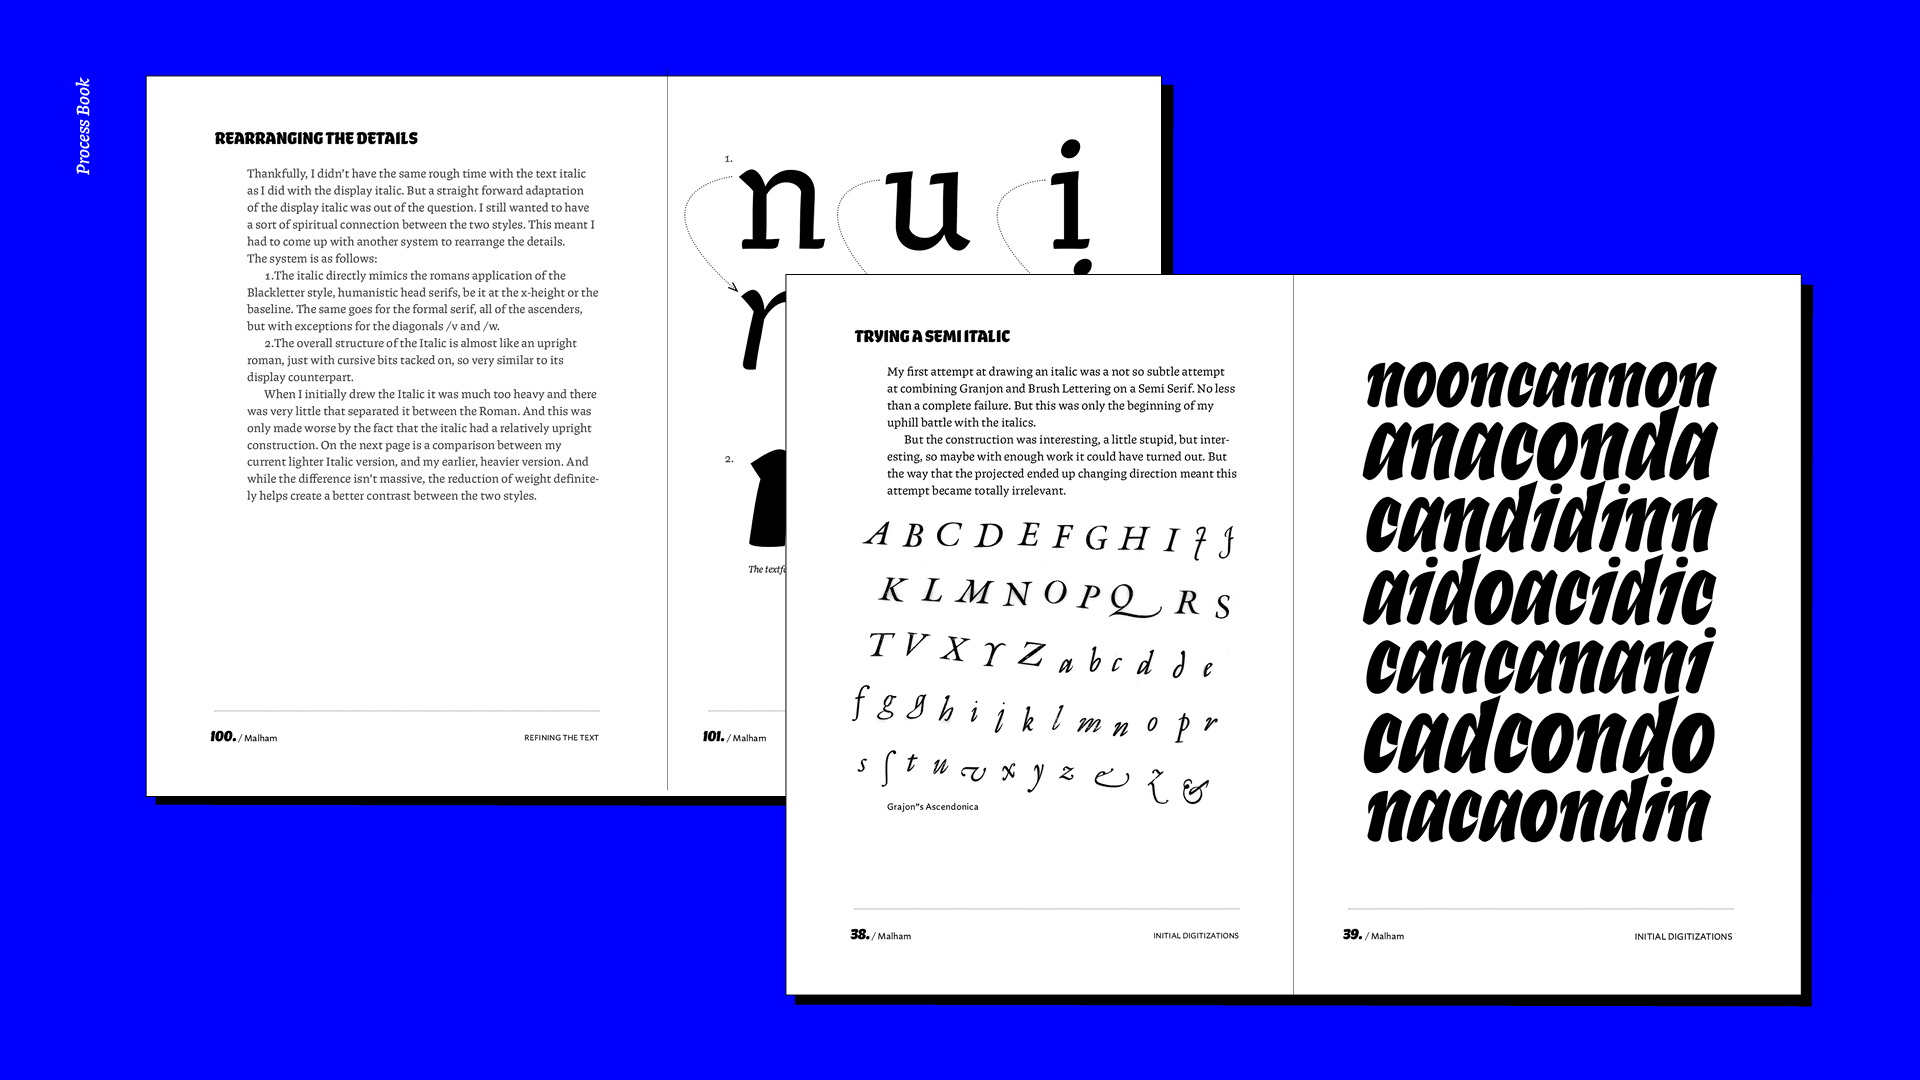 Process Book
REARRANGING THE DETAILS
Thankfully, I didn’t have the same rough time with the text italic
as I did with the display italic. But a straight forward adaptation
of the display italic was out of the question. I still wanted to have
a sort of spiritual connection between the two styles. This meant I
had to come up with another system to rearrange the details.
The system is as follows:
1.The italic directly mimics the romans application of the
Blackletter style, humanistic head serifs, be it at the x-height or the
baseline. The same goes for the formal serif, all of the ascenders,
but with exceptions for the diagonals /v and /w.
2.The overall structure of the Italic is almost like an upright
roman, just with cursive bits tacked on, so very similar to its
display counterpart.
When I initially drew the Italic it was much too heavy and there
was very little that separated it between the Roman. And this was
only made worse by the fact that the italic had a relatively upright
construction. On the next page is a comparison between my
current lighter Italic version, and my earlier, heavier version. And
while the difference isn’t massive, the reduction of weight definite-
ly helps create a better contrast between the two styles.
100. / Malham
REFINING THE TEXT
1.
n u i
2.
The
101. / Malham
TRYING A SEMI ITALIC
My first attempt at drawing an italic was a not so subtle attempt
at combining Granjon and Brush Lettering on a Semi Serif. No less
than a complete failure. But this was only the beginning of my
uphill battle with the italics.
But the construction was interesting, a little stupid, but inter-
esting, so maybe with enough work it could have turned out. But
the way that the projected ended up changing direction meant this
attempt became totally irrelevant.
A B C D E F G H I J J
K L M N O P Q R S
T V X Y Z a b c d d e
f g g h i j k l m n o p r
s ſ t u v x y z & Z &
Grajon"s Ascendonica
38. / Malham
INITIAL DIGITIZATIONS
nooncannon
anaconda
candidinn
aidoacidic
cancanani
cadcondo
nacaondin
39. / Malham
INITIAL DIGITIZATIONS